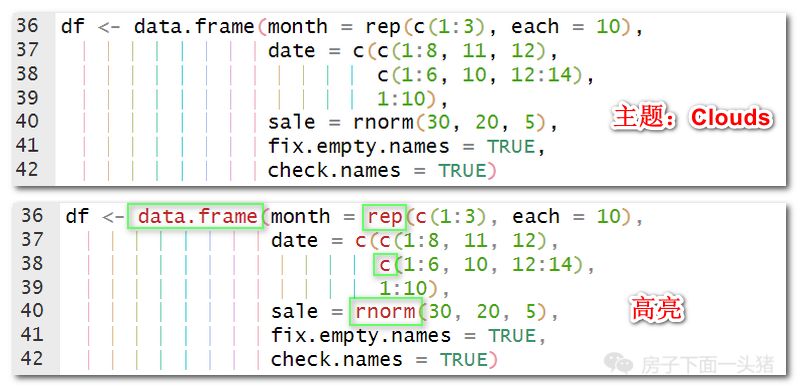 36 df <- data.frame(month = rep(c(1:3), each = 10),
37 date = c(c(1:8, 11, 12),
38 c(1:6, 10, 12:14),
39 1:10),
40 sale = rnorm(30, 20, 5),
41 fix.empty.names = TRUE,
42 check.names = TRUE)
主题：Clouds
36 df <- data.frame(month = rep(c(1:3), each = 10),
37 date = c(c(1:8, 11, 12),
38 c(1:6, 10, 12:14),
39 1:10),
40 sale = rnorm(30, 20, 5),
41 fix.empty.names = TRUE,
42 check.names = TRUE)
高亮
房子下面一头猪